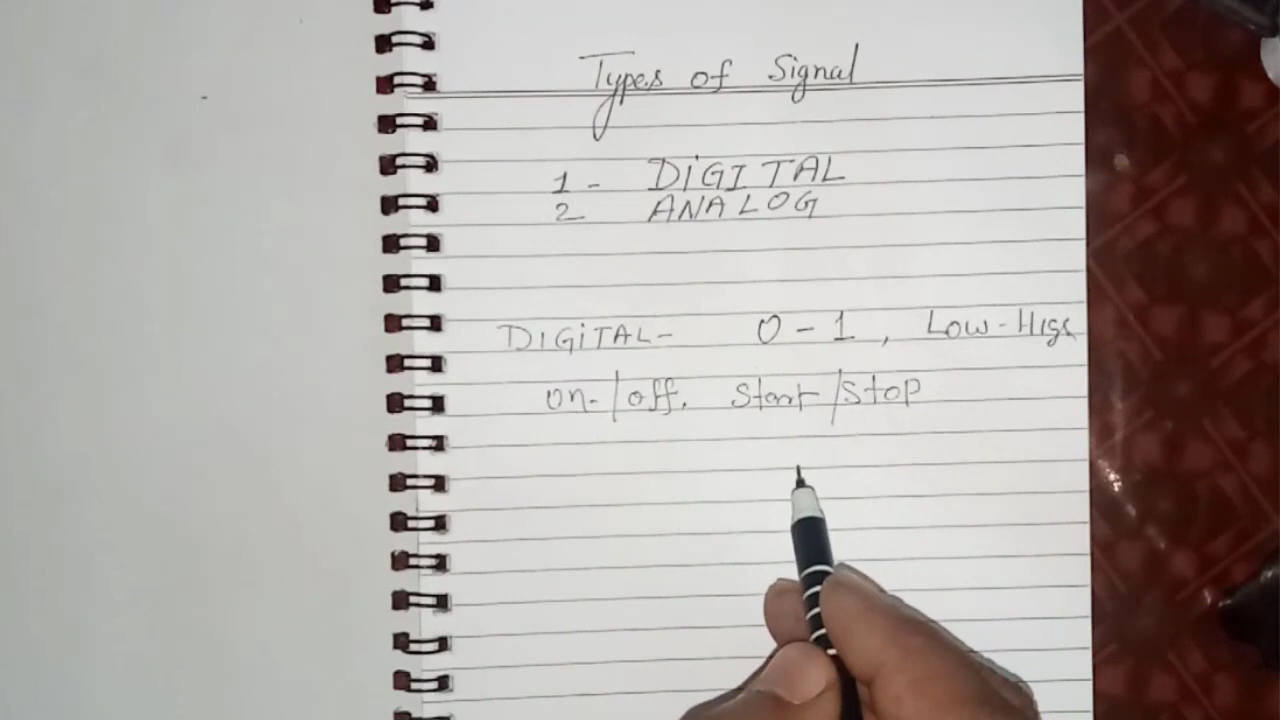 Types of Signal
1 - DiGITAL
2 ANALOG
DIGITAL - 0 - 1 , Low - High
on-/off. Start/Stop